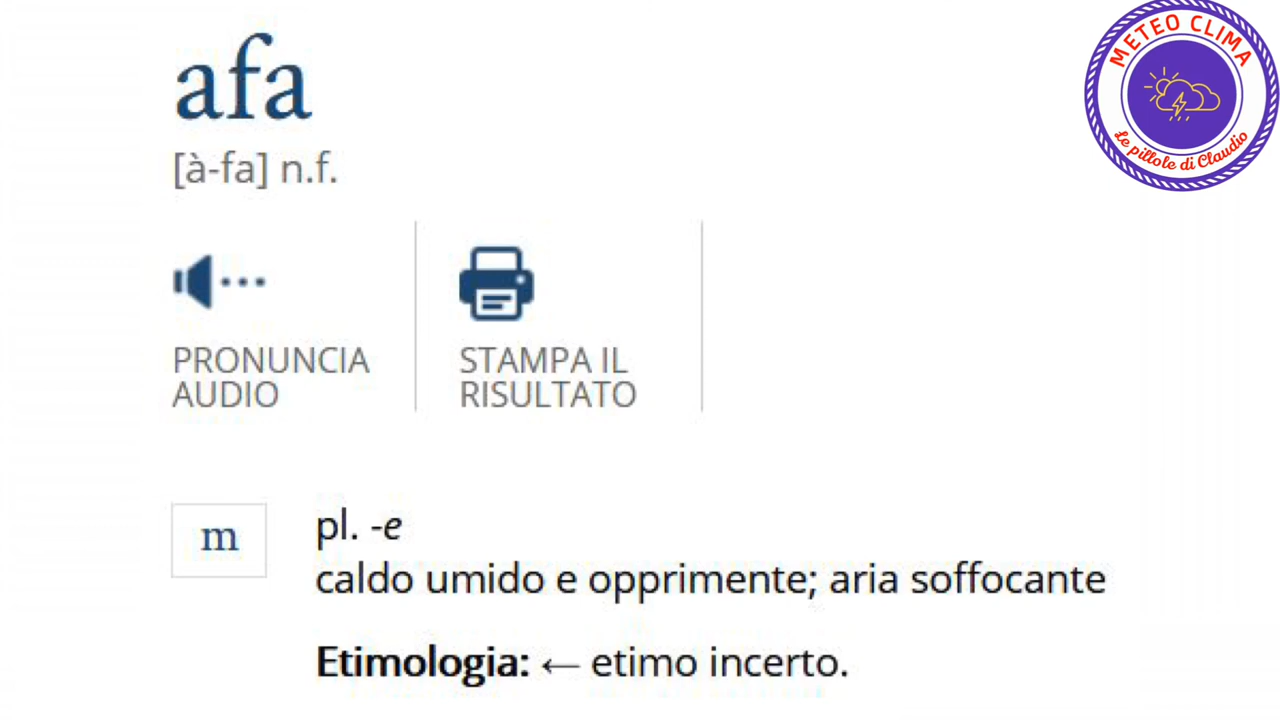 afa
[à-fa] n.f.
PRONUNCIA
AUDIO
STAMPA IL
RISULTATO
m
pl. -e
caldo umido e opprimente; aria soffocante
Etimologia: ← etimo incerto.
METEO CLIMA
Le pillole di Claudio